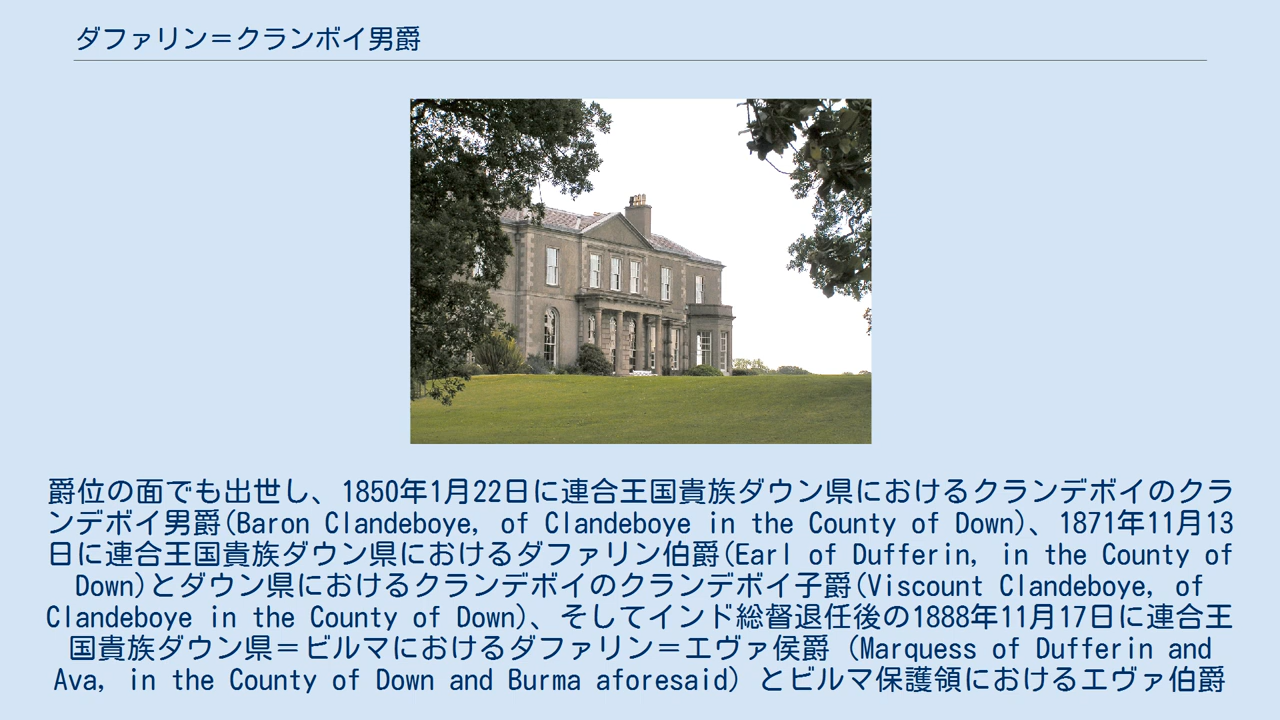 ダファリン＝クランボイ男爵
爵位の面でも出世し、1850年1月22日に連合王国貴族ダウン県におけるクランデボイのクラ
ンデボイ男爵(Baron Clandeboye, of Clandeboye in the County of Down)、1871年11月13
日に連合王国貴族ダウン県におけるダファリン伯爵(Earl of Dufferin, in the County of
Down)とダウン県におけるクランデボイのクランデボイ子爵(Viscount Clandeboye, of
Clandeboye in the County of Down)、そしてインド総督退任後の1888年11月17日に連合王
国貴族ダウン県＝ビルマにおけるダファリン＝エヴァ侯爵（Marquess of Dufferin and
Ava, in the County of Down and Burma aforesaid）とビルマ保護領におけるエヴァ伯爵